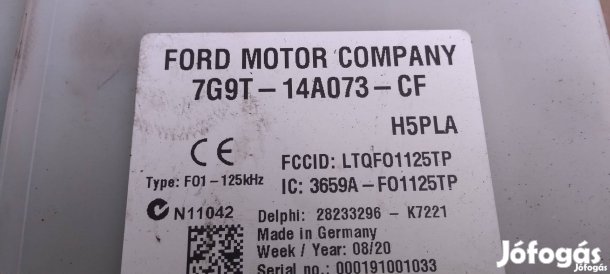 FORD MOTOR COMPANY
7G9T-14A073-CF
H5PLA
CE
FCCID: LTQFO1125TP
Type: FO1-125kHz
IC: 3659A-FO1125TP
N11042
Delphi: 28233296 - K7221
Made in Germany
Week / Year: 08/20
Serial no.: 000191001033
Jófogás
Jófogás